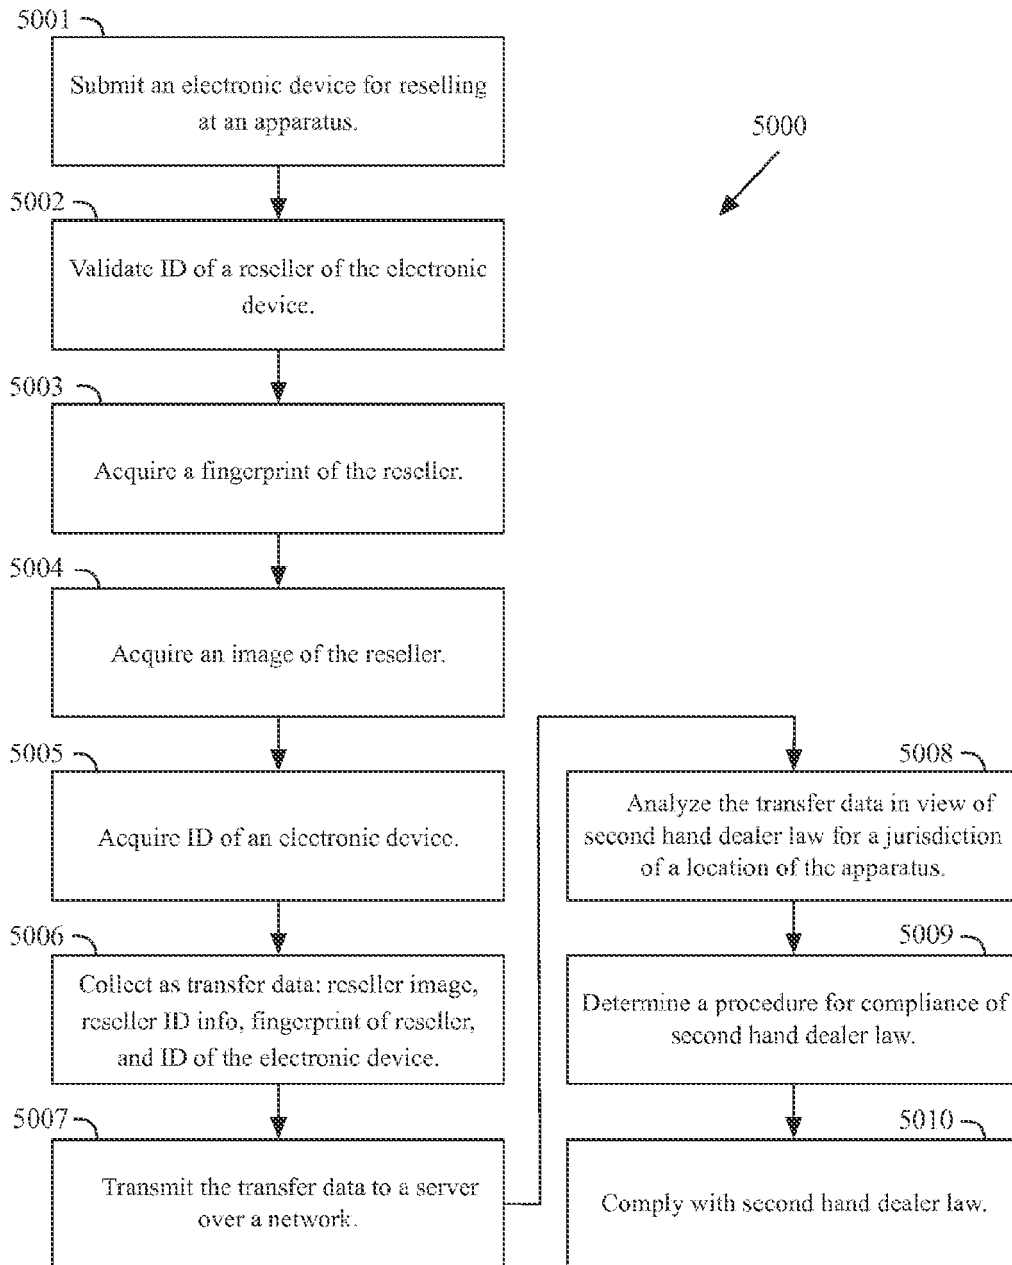 5001
Submit an electronic device for reselling
at an apparatus.
5000
5002
Validate ID of a reseller of the electronic
device.
5003
Acquire a fingerprint of the reseller.
5004
Acquire an image of the reseller.
5005
Acquire ID of an electronic device.
5006
Collect as transfer data: reseller image,
reseller ID info, fingerprint of reseller,
and ID of the electronic device.
5007
Transmit the transfer data to a server
over a network.
5008
Analyze the transfer data in view of
second hand dealer law for a jurisdiction
of a location of the apparatus.
5009
Determine a procedure for compliance of
second hand dealer law.
5010
Comply with second hand dealer law.